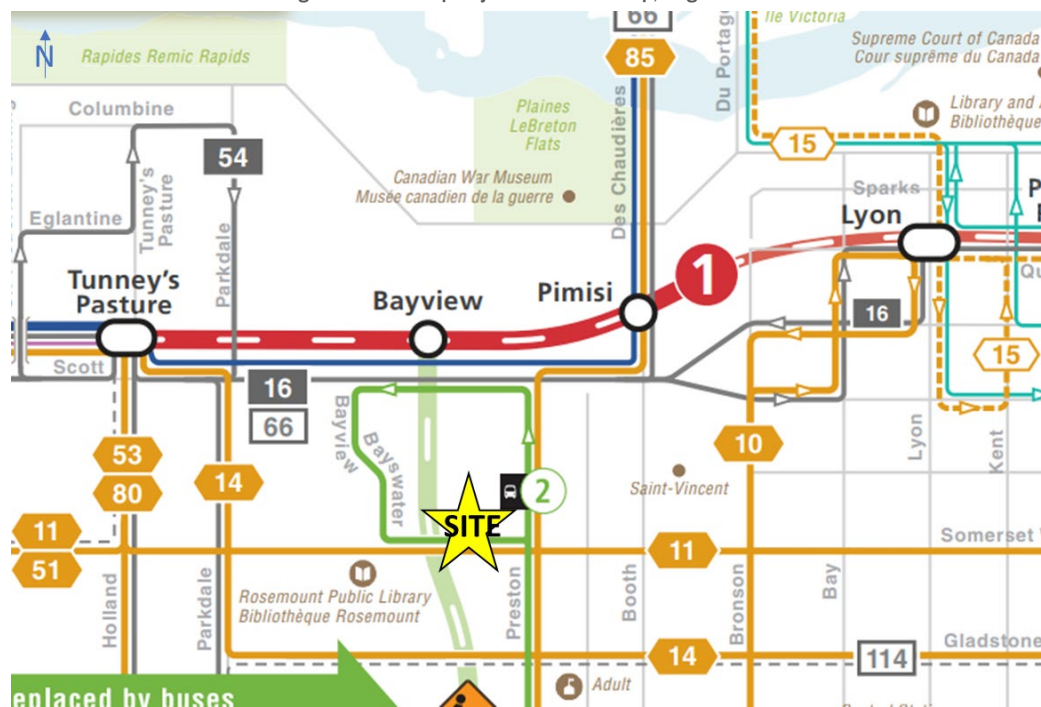 66
Île Victoria
N
85
Rapides Remic Rapids
Du Portage
Supreme Court of Canada
Cour suprême du Canada
Columbine
Plaines
LeBreton
Flats
Library and
Bibliothèque
15
54
Tunney's
Pasture
Parkdale
Eglantine
Canadian War Museum
Musée canadien de la guerre
Des Chaudières
Sparks
Lyon
Tunney's
Pasture
Bayview
Pimisi
1
16
15
Scott
16
66
Bayview
Bayswater
Lyon
Kent
53
80
14
10
2
Saint-Vincent
SITE
11
51
11
Somerset W
Holland
Parkdale
Rosemount Public Library
Bibliothèque Rosemount
Preston
Booth
Bronson
Bay
14
114
Gladstone
eplaced by buses
Adult